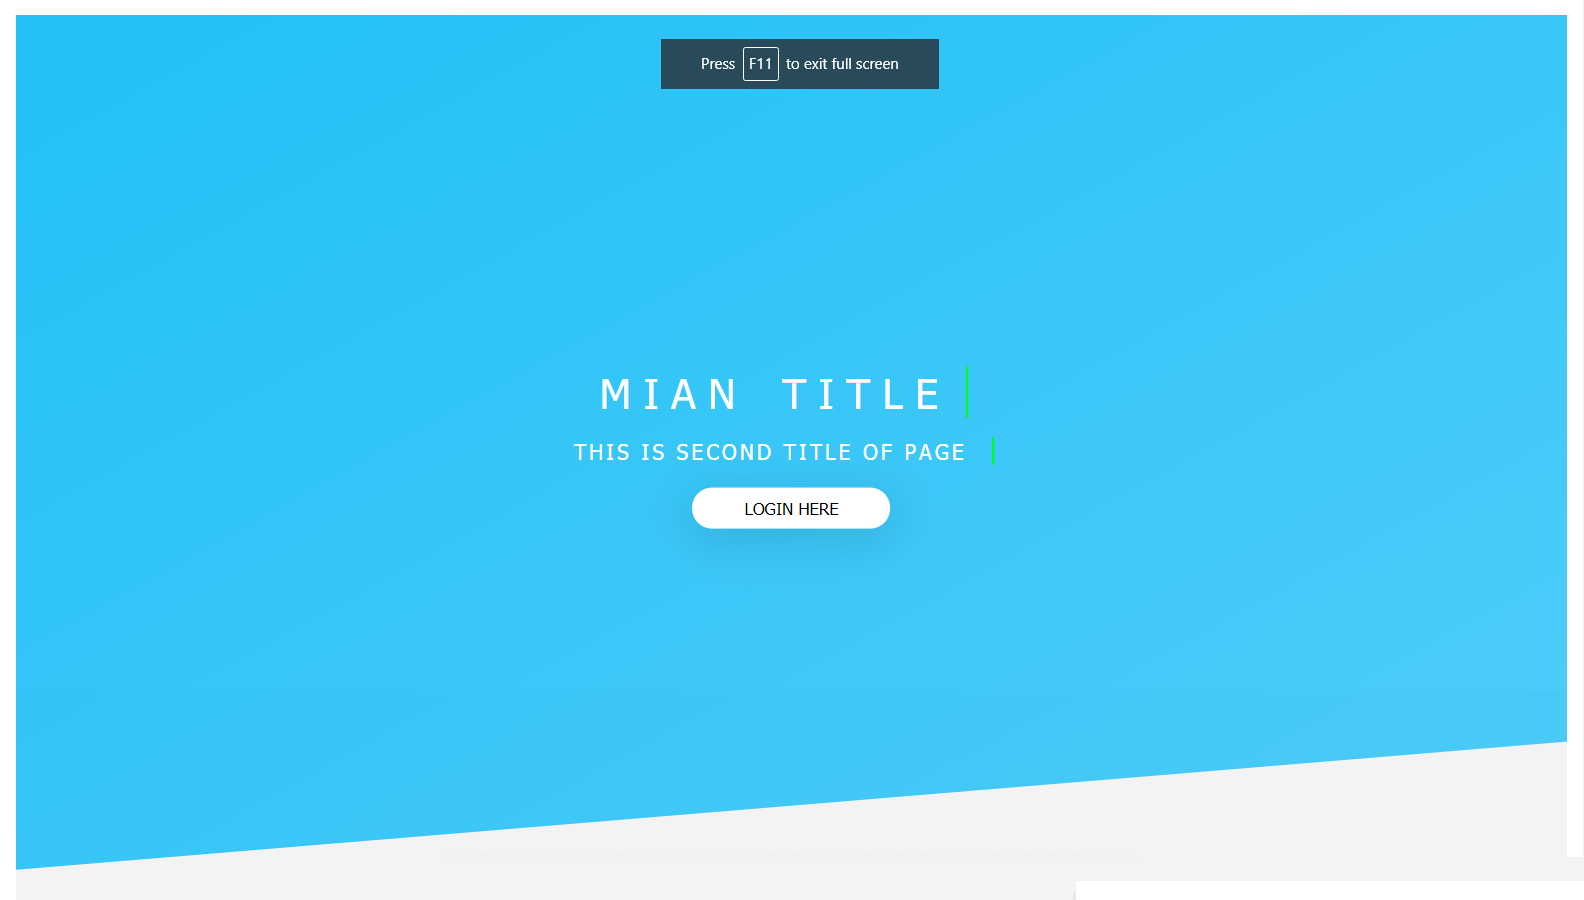 Press F11 to exit full screen
MIAN TITLE
THIS IS SECOND TITLE OF PAGE
LOGIN HERE